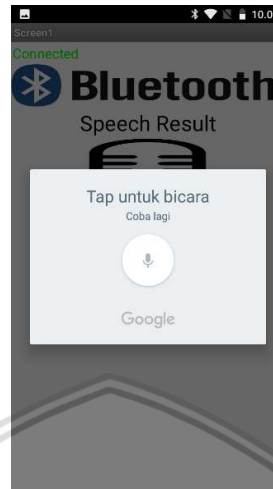 10.0
Screen1
Connected
Bluetooth
Speech Result
Tap untuk bicara
Coba lagi
Google